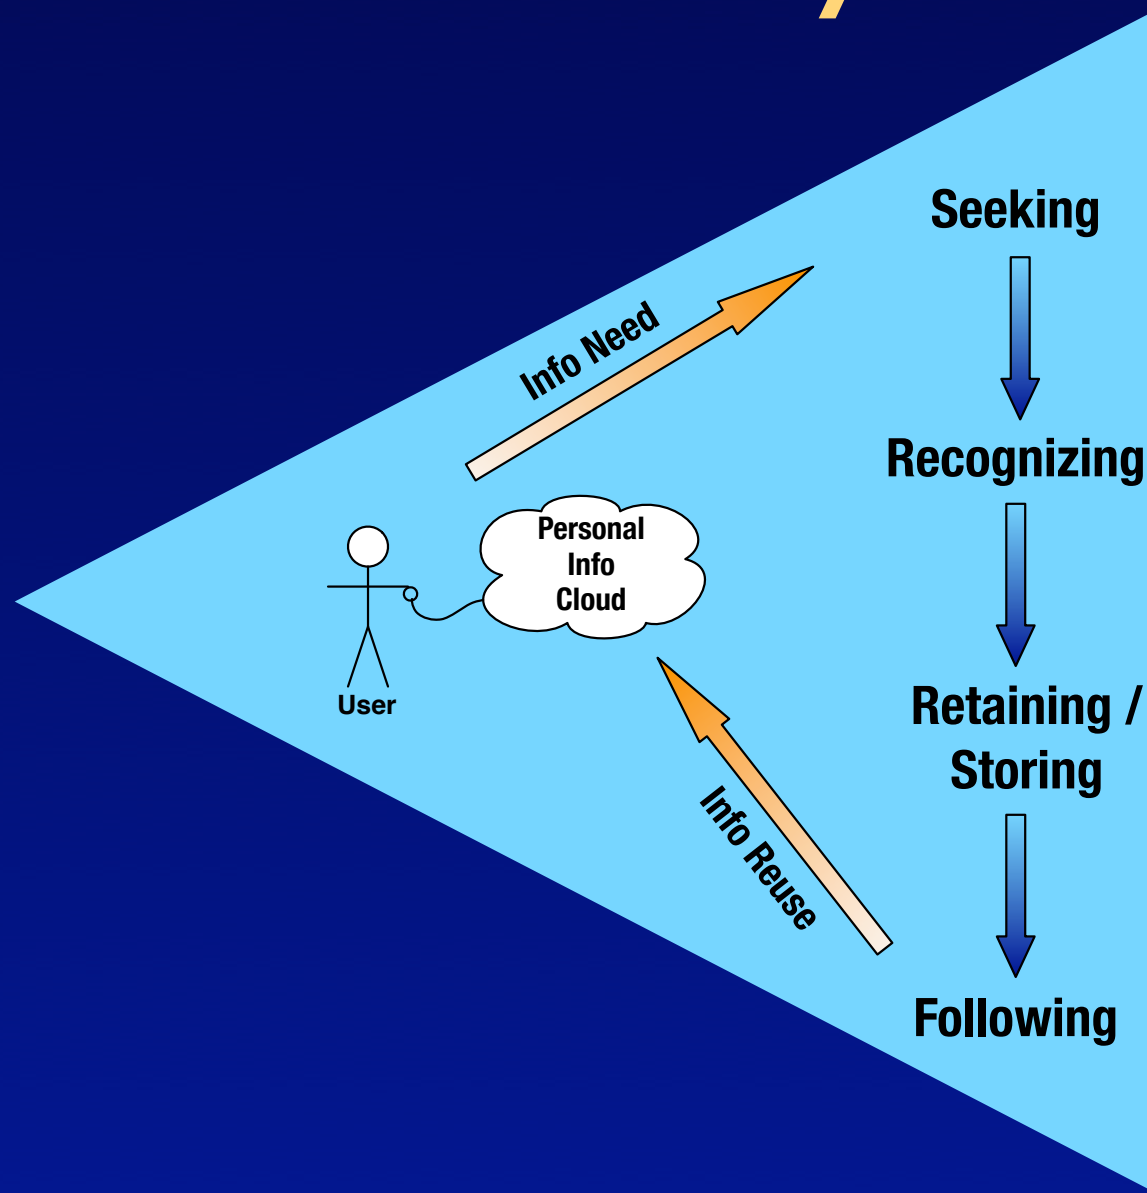 Seeking
Info Need
Recognizing
Personal
Info
Cloud
User
Retaining /
Storing
Info Reuse
Following